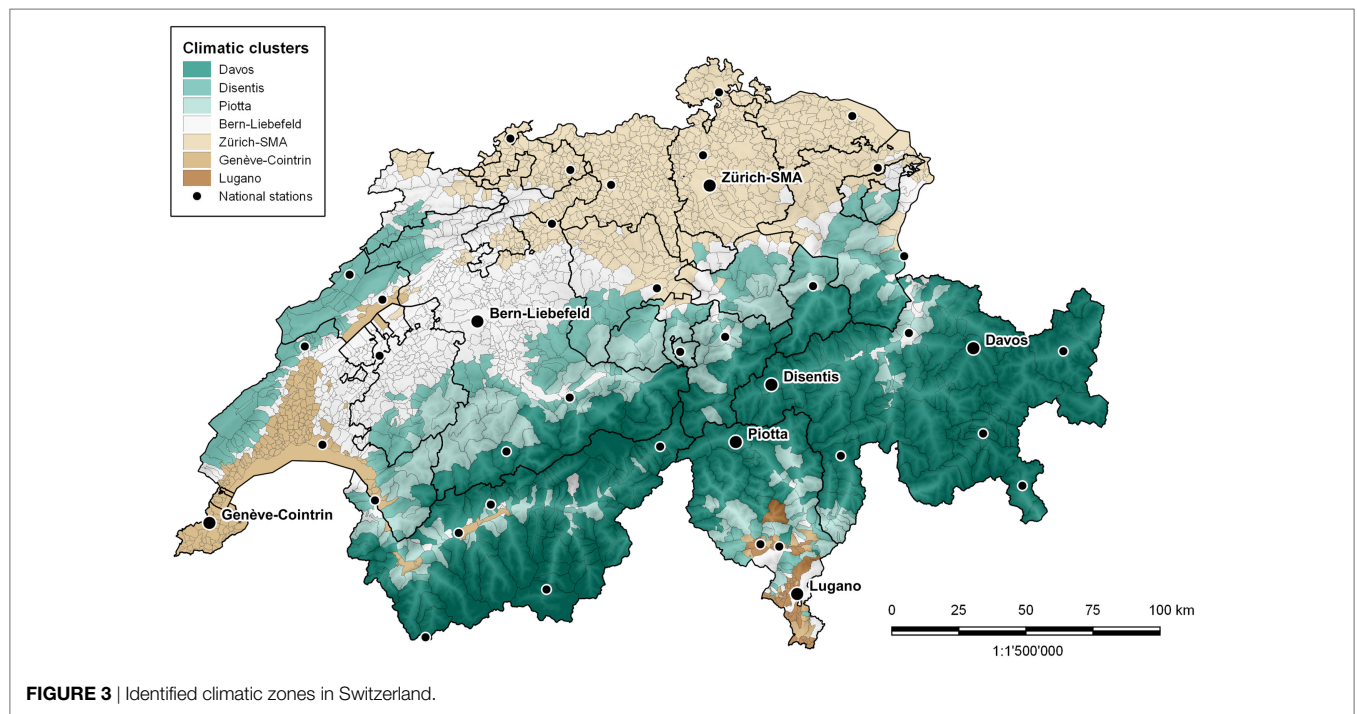 Climatic clusters
Davos
Disentis
Piotta
Bern-Liebefeld
Zürich-SMA
Genève-Cointrin
Lugano
National stations
Zürich-SMA
Bern-Liebefeld
Davos
Disentis
Piotta
Genève-Cointrin
Lugano
0 25 50 75 100 km
1:1'500'000
FIGURE 3 | Identified climatic zones in Switzerland.